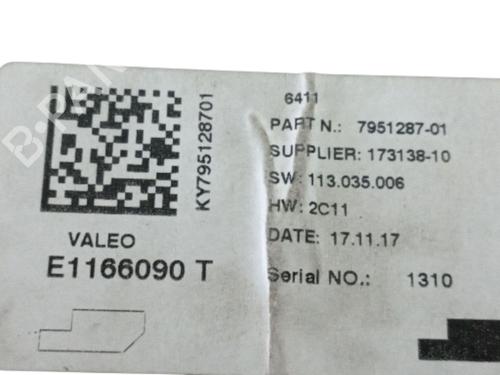 B-PARTS
KY795128701
VALEO
E1166090 T
6411
PART N.: 7951287-01
SUPPLIER: 173138-10
SW: 113.035.006
HW: 2C11
DATE: 17.11.17
Serial NO.: 1310